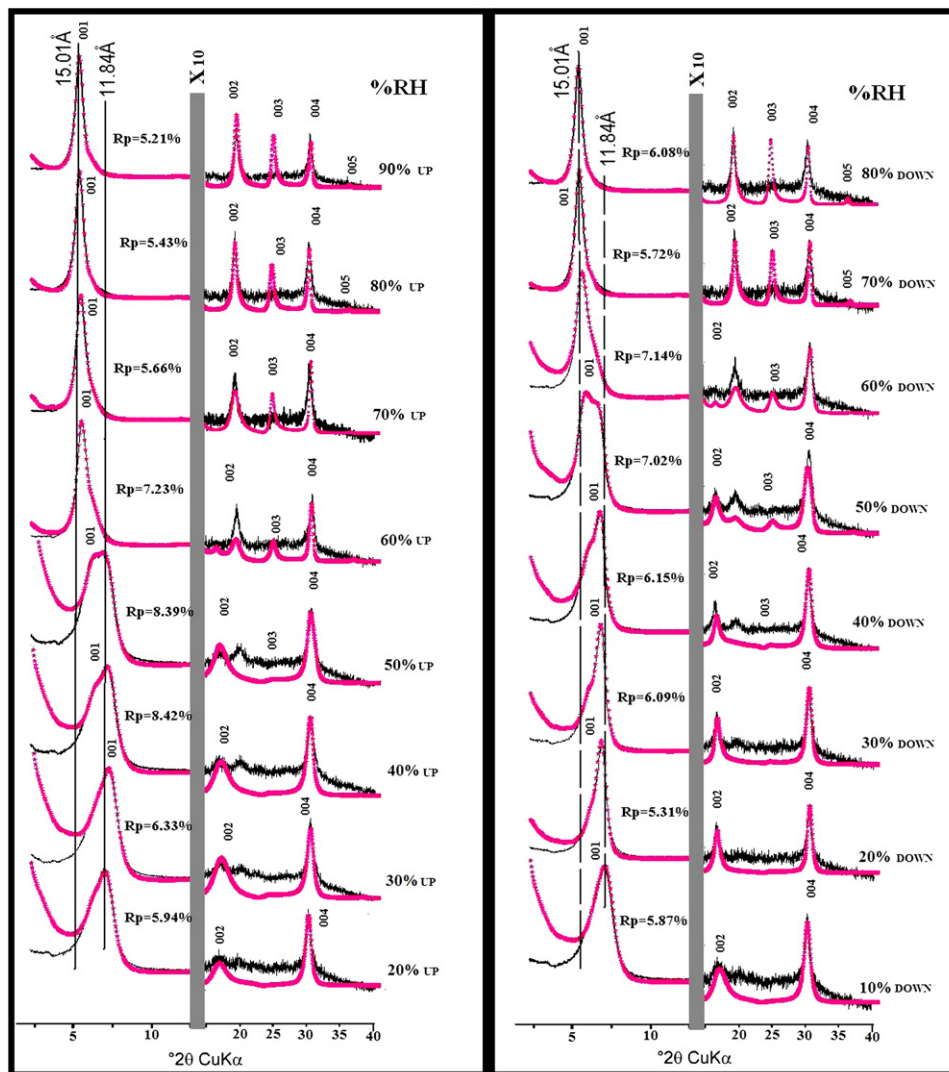 15.01Å
001
11.84Å
X 10
%RH
002
003
004
005
Rp=5.21%
90% UP
001
Rp=5.43%
002
003
004
005
80% UP
001
Rp=5.66%
002
003
004
70% UP
001
Rp=7.23%
002
003
004
60% UP
001
Rp=8.39%
002
003
004
50% UP
001
Rp=8.42%
002
004
40% UP
001
Rp=6.33%
002
004
30% UP
001
Rp=5.94%
002
004
20% UP
5 10 20 25 30 35 40
°2θ CuKα
15.01Å
001
11.84Å
X 10
%RH
002
003
004
005
Rp=6.08%
80% DOWN
001
Rp=5.72%
002
003
004
005
70% DOWN
001
Rp=7.14%
002
003
004
60% DOWN
001
Rp=7.02%
002
003
004
50% DOWN
001
Rp=6.15%
002
003
004
40% DOWN
001
Rp=6.09%
002
004
30% DOWN
001
Rp=5.31%
002
004
20% DOWN
001
Rp=5.87%
002
004
10% DOWN
5 10 20 25 30 35 40
°2θ CuKα